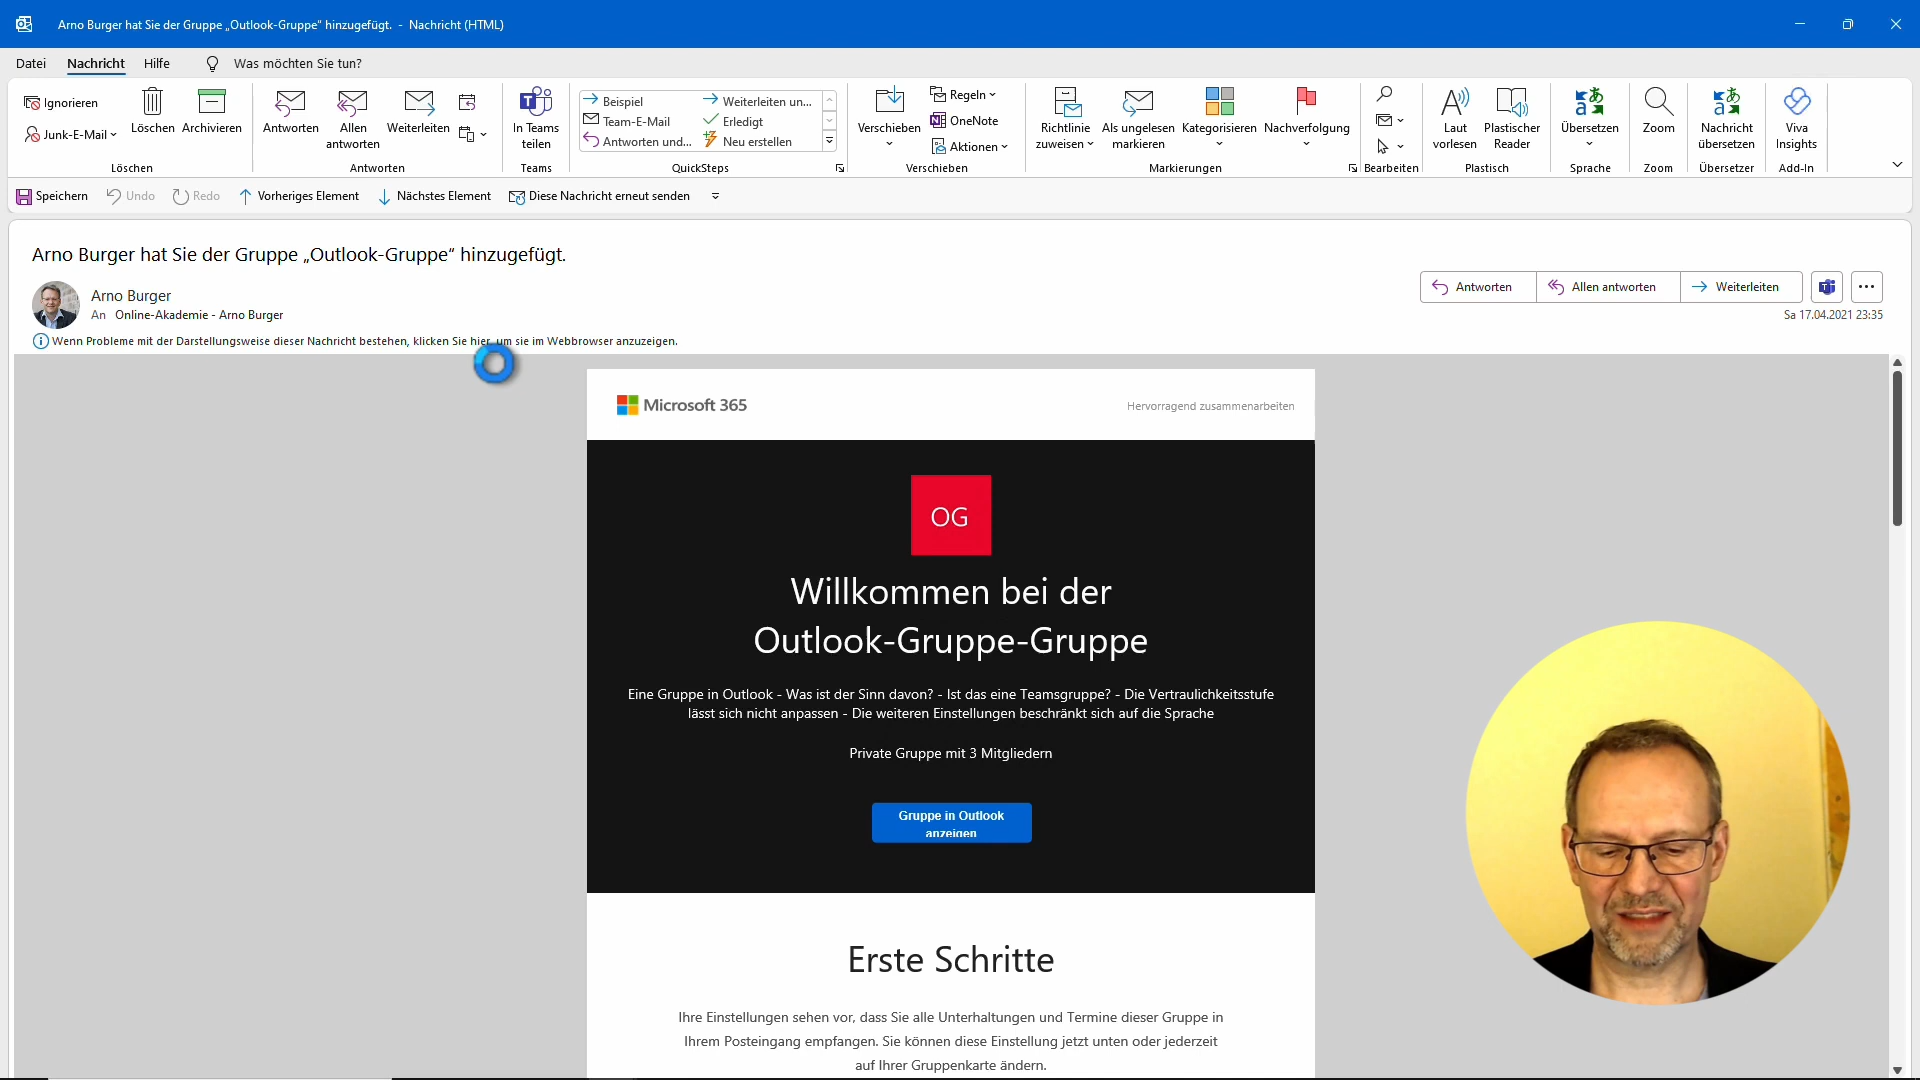 Arno Burger hat Sie der Gruppe „Outlook-Gruppe“ hinzugefügt. - Nachricht (HTML)
Datei Nachricht Hilfe Was möchten Sie tun?
Ignorieren
Junk-E-Mail
Löschen
Archivieren
Löschen
Antworten
Allen antworten
Weiterleiten
Antworten
In Teams teilen
Teams
Beispiel
Team-E-Mail
Antworten und...
Weiterleiten un...
Erledigt
Neu erstellen
QuickSteps
Verschieben
Regeln
OneNote
Aktionen
Verschieben
Richtlinie zuweisen
Als ungelesen markieren
Kategorisieren
Nachverfolgung
Markierungen
Bearbeiten
Laut vorlesen
Plastischer Reader
Plastisch
Übersetzen
Sprache
Zoom
Zoom
Nachricht übersetzen
Übersetzer
Viva Insights
Add-In
Speichern Undo Redo Vorheriges Element Nächstes Element Diese Nachricht erneut senden
Arno Burger hat Sie der Gruppe „Outlook-Gruppe“ hinzugefügt.
Arno Burger
An Online-Akademie - Arno Burger
Antworten Allen antworten Weiterleiten
Sa 17.04.2021 23:35
Wenn Probleme mit der Darstellungsweise dieser Nachricht bestehen, klicken Sie hier, um sie im Webbrowser anzuzeigen.
Microsoft 365
Hervorragend zusammenarbeiten
OG
Willkommen bei der
Outlook-Gruppe-Gruppe
Eine Gruppe in Outlook - Was ist der Sinn davon? - Ist das eine Teamsgruppe? - Die Vertraulichkeitsstufe
lässt sich nicht anpassen - Die weiteren Einstellungen beschränkt sich auf die Sprache
Private Gruppe mit 3 Mitgliedern
Gruppe in Outlook
anzeigen
Erste Schritte
Ihre Einstellungen sehen vor, dass Sie alle Unterhaltungen und Termine dieser Gruppe in
Ihrem Posteingang empfangen. Sie können diese Einstellung jetzt unten oder jederzeit
auf Ihrer Gruppenkarte ändern.